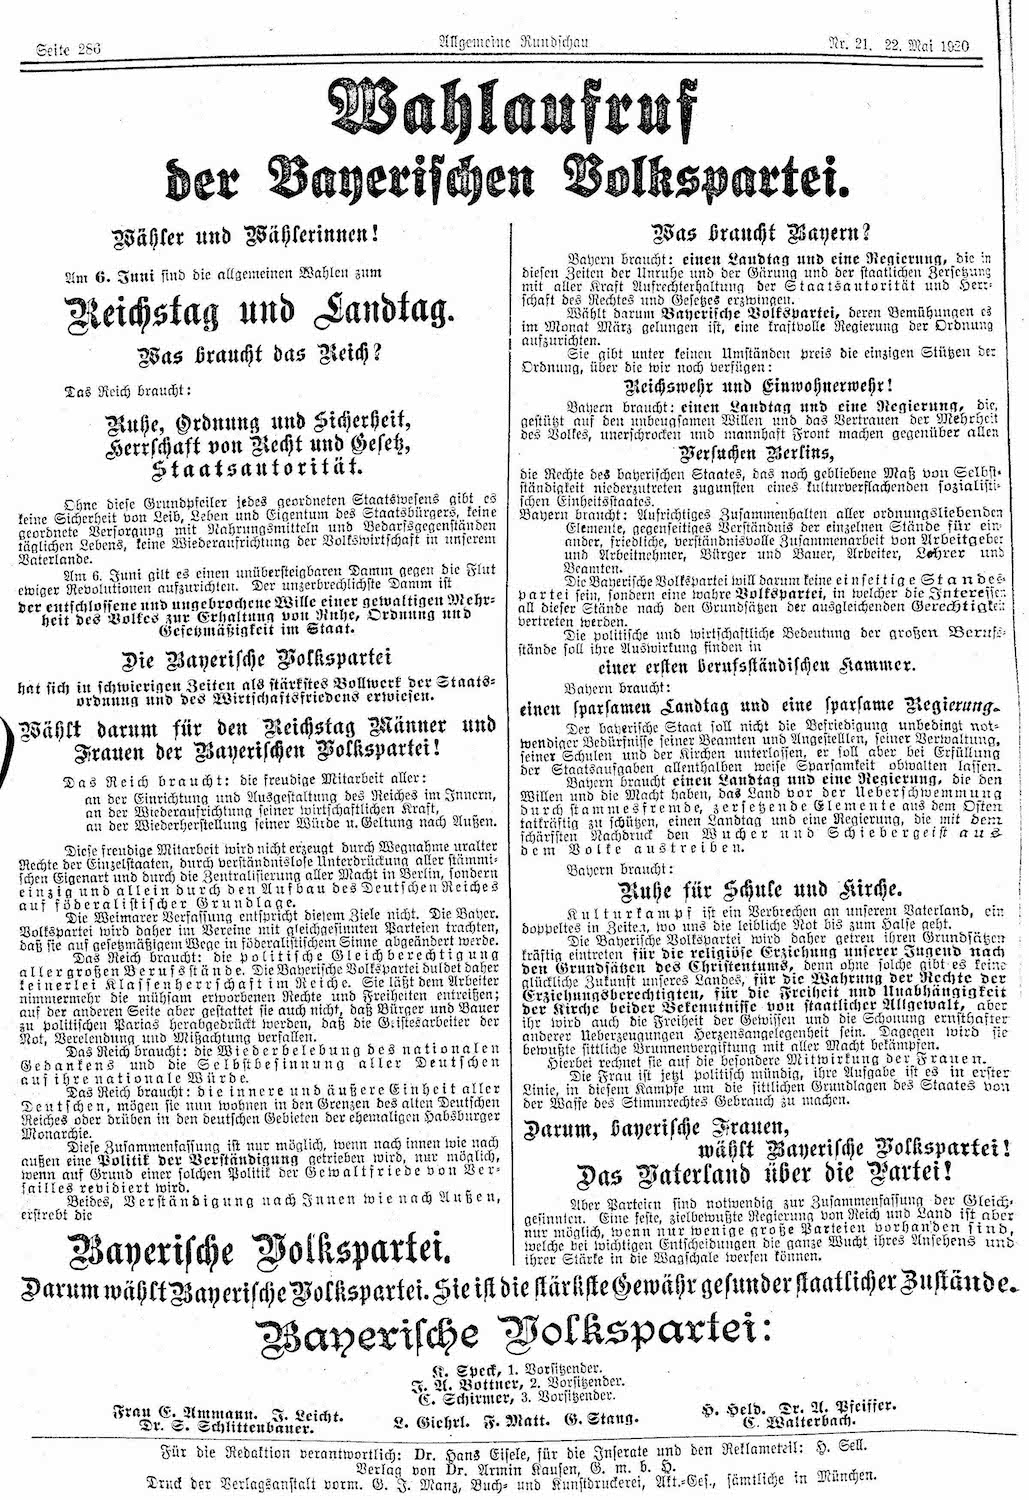 Seite 286
Allgemeine Rundschau
Nr. 21. 22. Mai 1920
Wahlaufruf
der Bayerischen Volkspartei.
Wähler und Wählerinnen!
Am 6. Juni sind die allgemeinen Wahlen zum
Reichstag und Landtag.
Was braucht das Reich?
Das Reich braucht:
Ruhe, Ordnung und Sicherheit,
Herrschaft von Recht und Gesetz,
Staatsautorität.
Ohne diese Grundpfeiler jedes geordneten Staatswesens gibt es
keine Sicherheit von Leib, Leben und Eigentum des Staatsbürgers, keine
geordnete Versorgung mit Nahrungsmitteln und Bedarfsgegenständen
täglichen Lebens, keine Wiederaufrichtung der Volkswirtschaft in unserem
Vaterlande.
Am 6. Juni gilt es einen unübersteigbaren Damm gegen die Flut
ewiger Revolutionen aufzurichten. Der unzerbrechlichste Damm ist
der entschlossene und ungebrochene Wille einer gewaltigen Mehr-
heit des Volkes zur Erhaltung von Ruhe, Ordnung und
Gesetzmäßigkeit im Staat.
Die Bayerische Volkspartei
hat sich in schwierigen Zeiten als stärkstes Vollwerk der Staats-
ordnung und des Wirtschaftsfriedens erwiesen.
Wählt darum für den Reichstag Männer und
Frauen der Bayerischen Volkspartei!
Das Reich braucht: die freudige Mitarbeit aller:
an der Einrichtung und Ausgestaltung des Reiches im Innern,
an der Wiederaufrichtung seiner wirtschaftlichen Kraft,
an der Wiederherstellung seiner Würde u. Geltung nach Außen.
Diese freudige Mitarbeit wird nicht erzeugt durch Wegnahme uralter
Rechte der Einzelstaaten, durch verständnislose Unterdrückung aller stämmi-
schen Eigenart und durch die Zentralisierung aller Macht in Berlin, sondern
einzig und allein durch den Aufbau des Deutschen Reiches
auf föderalistischer Grundlage.
Die Weimarer Verfassung entspricht diesem Ziele nicht. Die Bayer.
Volkspartei wird daher im Vereine mit gleichgesinnten Parteien trachten,
daß sie auf gesetzmäßigem Wege in föderalistischem Sinne abgeändert werde.
Das Reich braucht: die politische Gleichberechtigung
aller großen Berufsstände. Die Bayerische Volkspartei duldet daher
keinerlei Klassenherrschaft im Reiche. Sie läßt dem Arbeiter
nimmermehr die mühsam erworbenen Rechte und Freiheiten entreißen;
auf der anderen Seite aber gestattet sie auch nicht, daß Bürger und Bauer
zu politischen Parias herabgedrückt werden, daß die Geistesarbeiter der
Not, Verelendung und Mißachtung verfallen.
Das Reich braucht: die Wiederbelebung des nationalen
Gedankens und die Selbstbesinnung aller Deutschen
auf ihre nationale Würde.
Das Reich braucht: die innere und äußere Einheit aller
Deutschen, mögen sie nun wohnen in den Grenzen des alten Deutschen
Reiches oder drüben in den deutschen Gebieten der ehemaligen Habsburger
Monarchie.
Diese Zusammenfassung ist nur möglich, wenn nach innen wie nach
außen eine Politik der Verständigung getrieben wird, nur möglich,
wenn auf Grund einer solchen Politik der Gewaltfriede von Ver-
sailles revidiert wird.
Beides, Verständigung nach Innen wie nach Außen,
erstrebt die
Bayerische Volkspartei.
Was braucht Bayern?
Bayern braucht: einen Landtag und eine Regierung, die in
diesen Zeiten der Unruhe und der Gärung und der staatlichen Zersetzung
mit aller Kraft Aufrechterhaltung der Staatsautorität und Herr-
schaft des Rechtes und Gesetzes erzwingen.
Wählt darum Bayerische Volkspartei, deren Bemühungen es
im Monat März gelungen ist, eine kraftvolle Regierung der Ordnung
aufzurichten.
Sie gibt unter keinen Umständen preis die einzigen Stützen der
Ordnung, über die wir noch verfügen:
Reichswehr und Einwohnerwehr!
Bayern braucht: einen Landtag und eine Regierung, die,
gestützt auf den unbeugsamen Willen und das Vertrauen der Mehrheit
des Volkes, unerschrocken und mannhaft Front machen gegenüber allen
Versuchen Berlins,
die Rechte des bayerischen Staates, das noch gebliebene Maß von Selbst-
ständigkeit niederzutreten zugunsten eines kulturverflachenden sozialisti-
schen Einheitsstaates.
Bayern braucht: Aufrichtiges Zusammenhalten aller ordnungsliebenden
Elemente, gegenseitiges Verständnis der einzelnen Stände für ein-
ander, friedliche, verständnisvolle Zusammenarbeit von Arbeitgeber
und Arbeitnehmer, Bürger und Bauer, Arbeiter, Lehrer und
Beamten.
Die Bayerische Volkspartei will darum keine einseitige Standes-
partei sein, sondern eine wahre Volkspartei, in welcher die Interessen
all dieser Stände nach den Grundsätzen der ausgleichenden Gerechtigkeit
vertreten werden.
Die politische und wirtschaftliche Bedeutung der großen Berufs-
stände soll ihre Auswirkung finden in
einer ersten berufsständischen Kammer.
Bayern braucht:
einen sparsamen Landtag und eine sparsame Regierung.
Der bayerische Staat soll nicht die Befriedigung unbedingt not-
wendiger Bedürfnisse seiner Beamten und Angestellten, seiner Verwaltung,
seiner Schulen und der Kirchen unterlassen, er soll aber bei Erfüllung
der Staatsaufgaben allenthalben weise Sparsamkeit obwalten lassen.
Bayern braucht einen Landtag und eine Regierung, die den
Willen und die Macht haben, das Land vor der Ueberschwemmung
durch stammesfremde, zersetzende Elemente aus dem Osten
tatkräftig zu schützen, einen Landtag und eine Regierung, die mit dem
schärfsten Nachdruck den Wucher und Schiebergeist aus
dem Volke austreiben.
Bayern braucht:
Ruhe für Schule und Kirche.
Kulturkampf ist ein Verbrechen an unserem Vaterland, ein
doppeltes in Zeiten, wo uns die leibliche Not bis zum Halse geht.
Die Bayerische Volkspartei wird daher getreu ihren Grundsätzen
kräftig eintreten für die religiöse Erziehung unserer Jugend nach
den Grundsätzen des Christentums, denn ohne solche gibt es keine
glückliche Zukunft unseres Landes, für die Wahrung der Rechte der
Erziehungsberechtigten, für die Freiheit und Unabhängigkeit
der Kirche beider Bekenntnisse von staatlicher Allgewalt, aber
ihr wird auch die Freiheit der Gewissen und die Schonung ernsthafter
anderer Ueberzeugungen Herzensangelegenheit sein. Dagegen wird sie
bewußte sittliche Brunnenvergiftung mit aller Macht bekämpfen.
Hierbei rechnet sie auf die besondere Mitwirkung der Frauen.
Die Frau ist jetzt politisch mündig, ihre Aufgabe ist es in erster
Linie, in diesem Kampfe um die sittlichen Grundlagen des Staates von
der Waffe des Stimmrechtes Gebrauch zu machen.
Darum, bayerische Frauen,
wählt Bayerische Volkspartei!
Das Vaterland über die Partei!
Aber Parteien sind notwendig zur Zusammenfassung der Gleich-
gesinnten. Eine feste, zielbewußte Regierung von Reich und Land ist aber
nur möglich, wenn nur wenige große Parteien vorhanden sind,
welche bei wichtigen Entscheidungen die ganze Wucht ihres Ansehens und
ihrer Stärke in die Wagschale werfen können.
Darum wählt Bayerische Volkspartei. Sie ist die stärkste Gewähr gesunder staatlicher Zustände.
Bayerische Volkspartei:
K. Speck, 1. Vorsitzender.
J. A. Vottner, 2. Vorsitzender.
C. Schirmer, 3. Vorsitzender.
Frau E. Ammann. J. Leicht.
Dr. S. Schlittenbauer.
L. Giehrl. F. Matt. G. Stang.
H. Held. Dr. A. Pfeiffer.
C. Walterbach.
Für die Redaktion verantwortlich: Dr. Hans Eisele, für die Inserate und den Reklameteil: H. Sell.
Verlag von Dr. Armin Kausen, G. m. b. H.
Druck der Verlagsanstalt vorm. G. J. Manz, Buch- und Kunstdruckerei, Akt.-Ges., sämtliche in München.